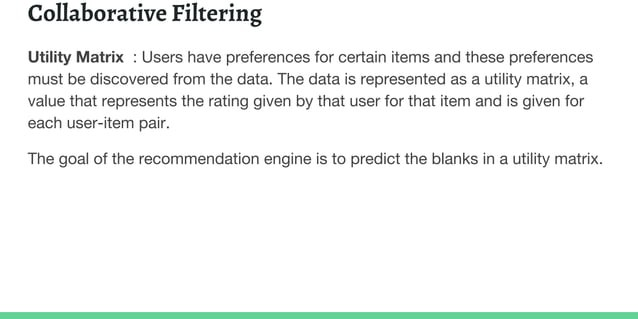 Collaborative Filtering
Utility Matrix : Users have preferences for certain items and these preferences
must be discovered from the data. The data is represented as a utility matrix, a
value that represents the rating given by that user for that item and is given for
each user-item pair.
The goal of the recommendation engine is to predict the blanks in a utility matrix.